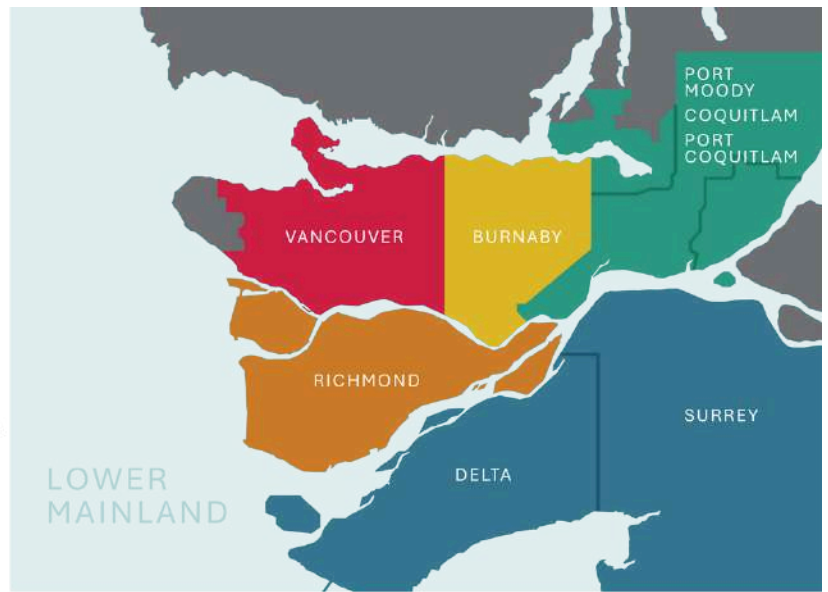 PORT
MOODY
COQUITLAM
PORT
COQUITLAM
VANCOUVER
BURNABY
RICHMOND
SURREY
DELTA
LOWER
MAINLAND